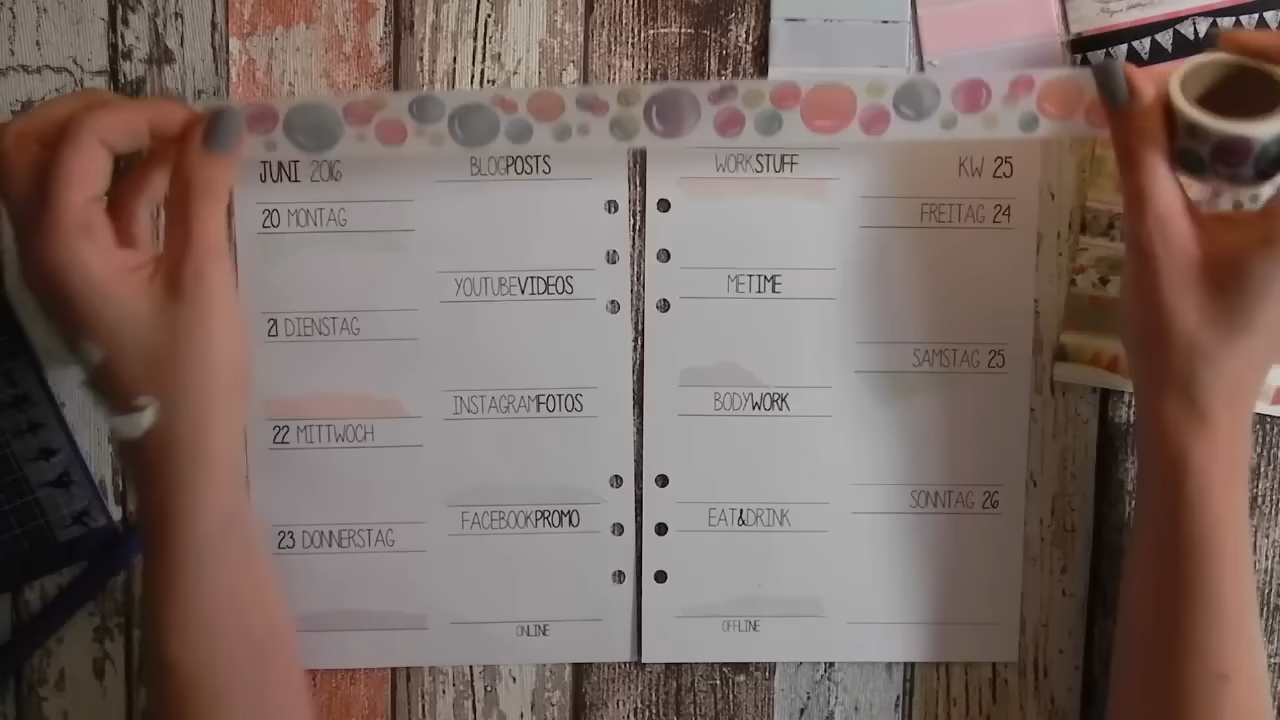 JUNI 2016
20 MONTAG
21 DIENSTAG
22 MITTWOCH
23 DONNERSTAG
BLOGPOSTS
YOUTUBEVIDEOS
INSTAGRAMFOTOS
FACEBOOKPROMO
ONLINE
WORKSTUFF
METIME
BODYWORK
EAT&DRINK
OFFLINE
KW 25
FREITAG 24
SAMSTAG 25
SONNTAG 26